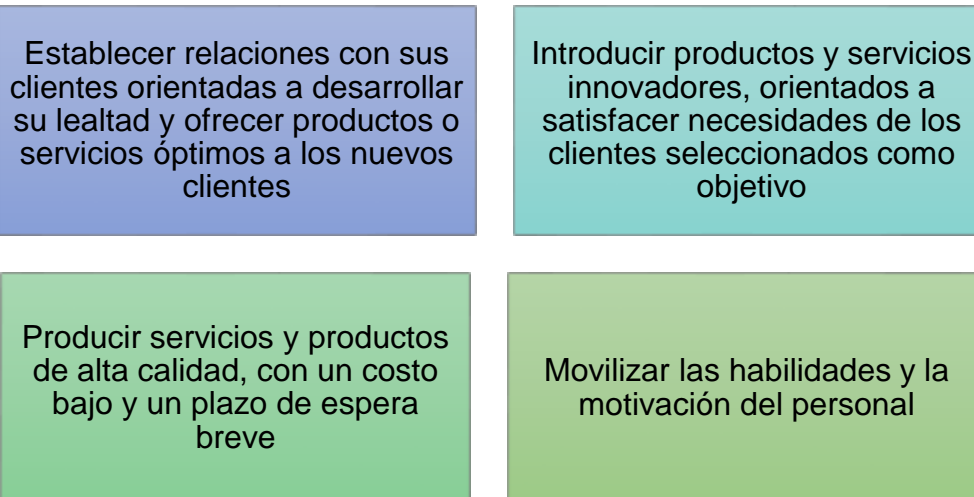 Establecer relaciones con sus
clientes orientadas a desarrollar
su lealtad y ofrecer productos o
servicios óptimos a los nuevos
clientes
Introducir productos y servicios
innovadores, orientados a
satisfacer necesidades de los
clientes seleccionados como
objetivo
Producir servicios y productos
de alta calidad, con un costo
bajo y un plazo de espera
breve
Movilizar las habilidades y la
motivación del personal